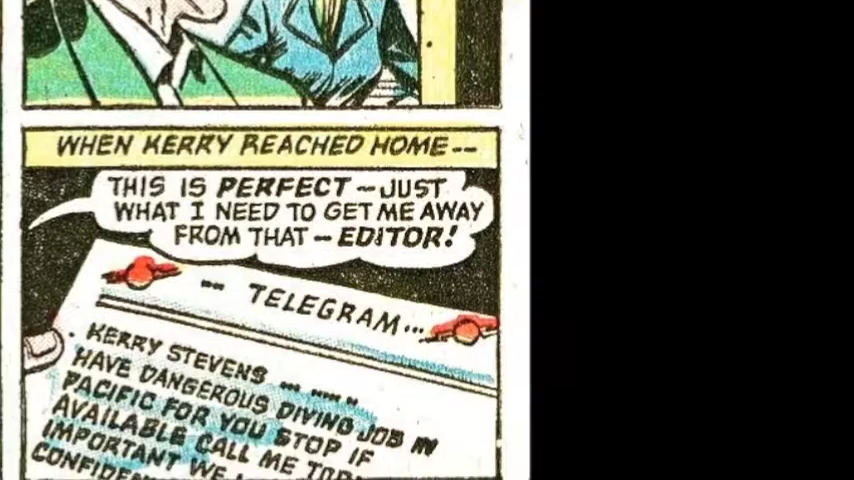 WHEN KERRY REACHED HOME--
THIS IS PERFECT -- JUST
WHAT I NEED TO GET ME AWAY
FROM THAT -- EDITOR!
-- TELEGRAM...
KERRY STEVENS
HAVE DANGEROUS DIVING JOB IN
PACIFIC FOR YOU STOP IF
AVAILABLE CALL ME
IMPORTANT WE